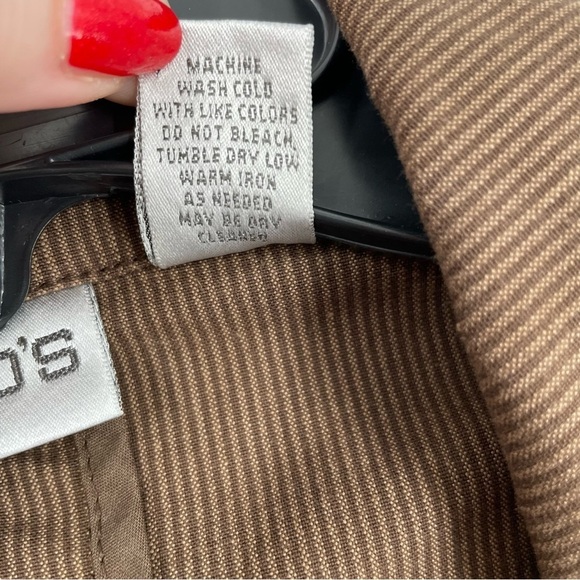 MACHINE
WASH COLD
WITH LIKE COLORS
DO NOT BLEACH,
TUMBLE DRY LOW
WARM IRON
AS NEEDED
MAY BE DRY
CLEANED
O'S